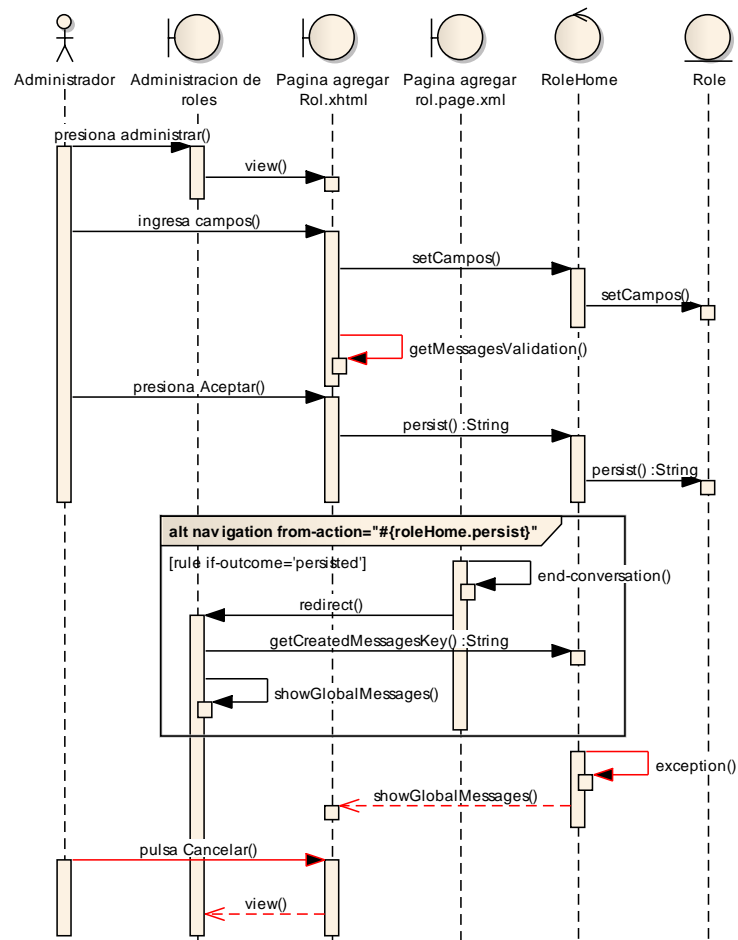 Administrador
Administracion de
roles
Pagina agregar
Rol.xhtml
Pagina agregar
rol.page.xml
RoleHome
Role
presiona administrar()
view()
ingresa campos()
setCampos()
setCampos()
getMessagesValidation()
presiona Aceptar()
persist() :String
persist() :String
alt navigation from-action="#{roleHome.persist}"
[rule if-outcome='persisted']
end-conversation()
redirect()
getCreatedMessagesKey() :String
showGlobalMessages()
exception()
showGlobalMessages()
pulsa Cancelar()
view()